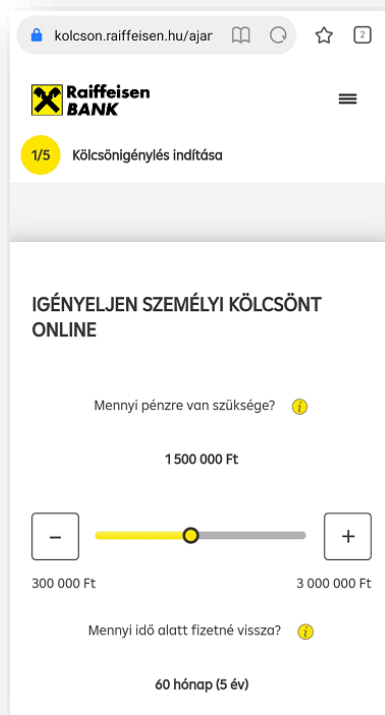 kolcson.raiffeisen.hu/ajar
2
Raiffeisen
BANK
1/5
Kölcsönigénylés indítása
IGÉNYELJEN SZEMÉLYI KÖLCSÖNT
ONLINE
Mennyi pénzre van szüksége? i
1 500 000 Ft
− +
300 000 Ft 3 000 000 Ft
Mennyi idő alatt fizetné vissza? i
60 hónap (5 év)